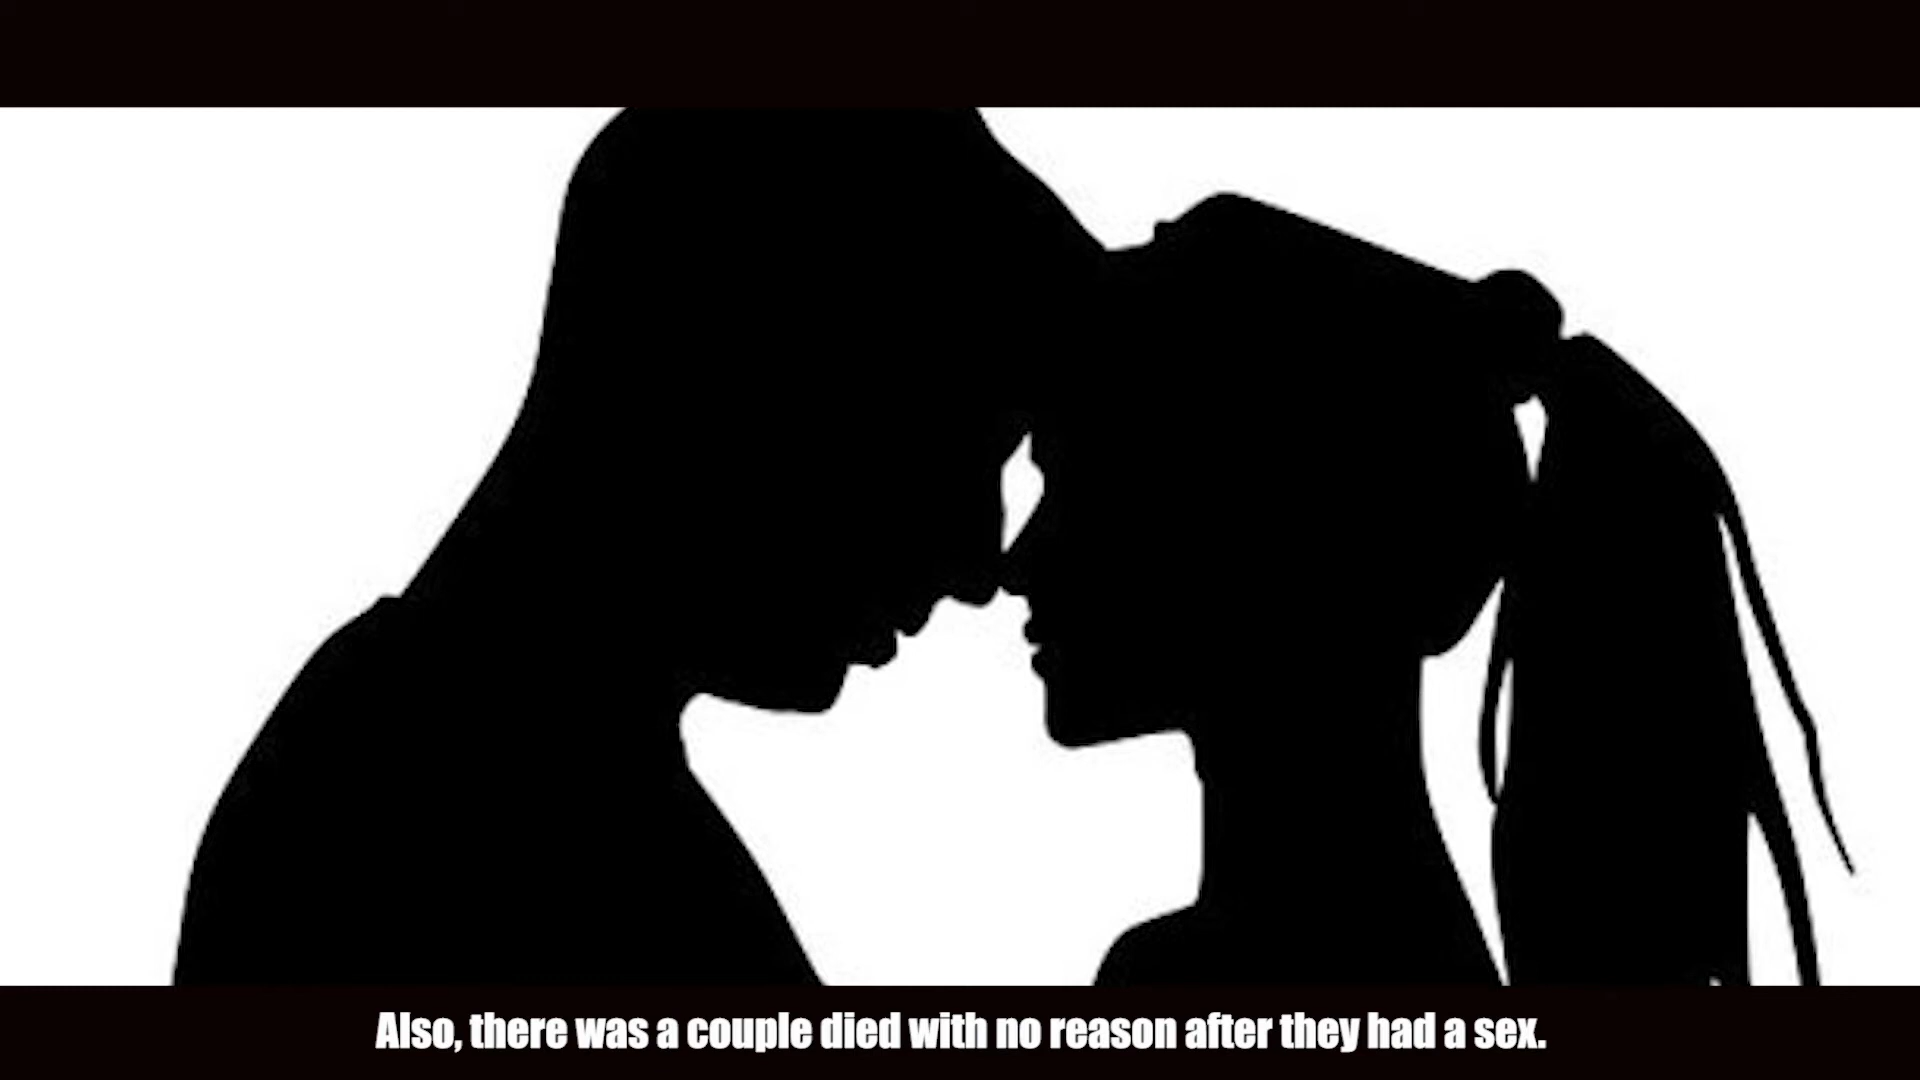 Also, there was a couple died with no reason after they had a sex.